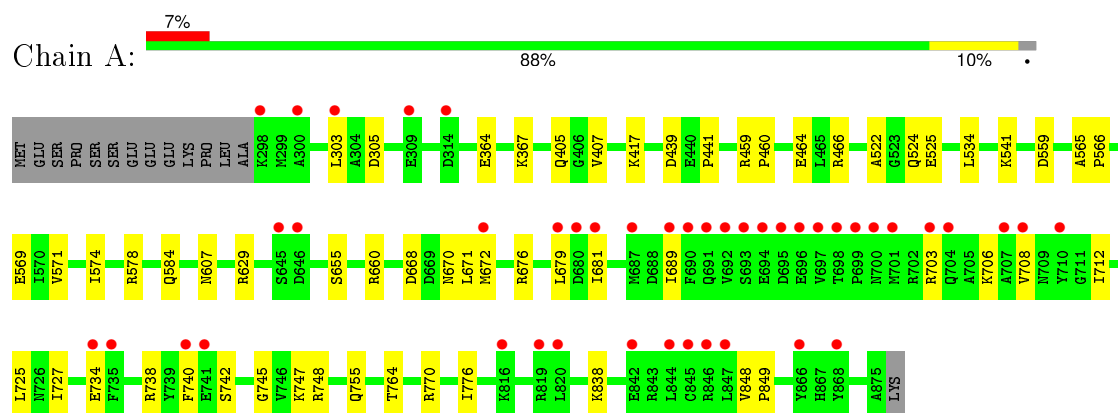 7%
Chain A:
88% 10% •
MET GLU SER PRO SER SER GLU GLU GLU LYS PRO LEU ALA K298 M299 A300 L303 A304 D305 E309 D314 E364 K367 Q405 G406 V407 K417 D439 E440 P441 R459 P460 E464 L465 R466 A522 G523 Q524 E525 L534 K541 D559 A565 P566
E569 I570 V571 I574 R578 Q584 N607 R629 S645 D646 S655 R660 D668 D669 N670 L671 M672 R676 L679 D680 I681 M687 D688 I689 F690 Q691 V692 S693 E694 D695 E696 V697 T698 P699 N700 M701 R702 R703 Q704 A705 K706 A707 V708 N709 Y710 G711 I712
L725 N726 I727 E734 F735 R738 Y739 F740 E741 S742 G745 V746 K747 R748 Q755 T764 R770 I776 K816 R819 L820 K838 E842 R843 L844 C845 R846 L847 V848 P849 Y866 H867 Y868 A875 LYS